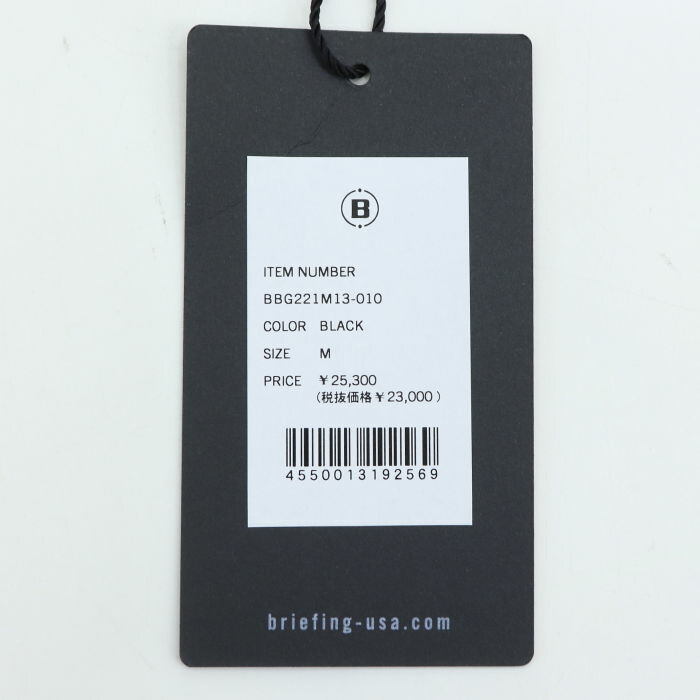 B
ITEM NUMBER
BBG221M13-010
COLOR BLACK
SIZE M
PRICE ￥25,300
(税抜価格￥23,000 )
4550013192569
briefing-usa.com